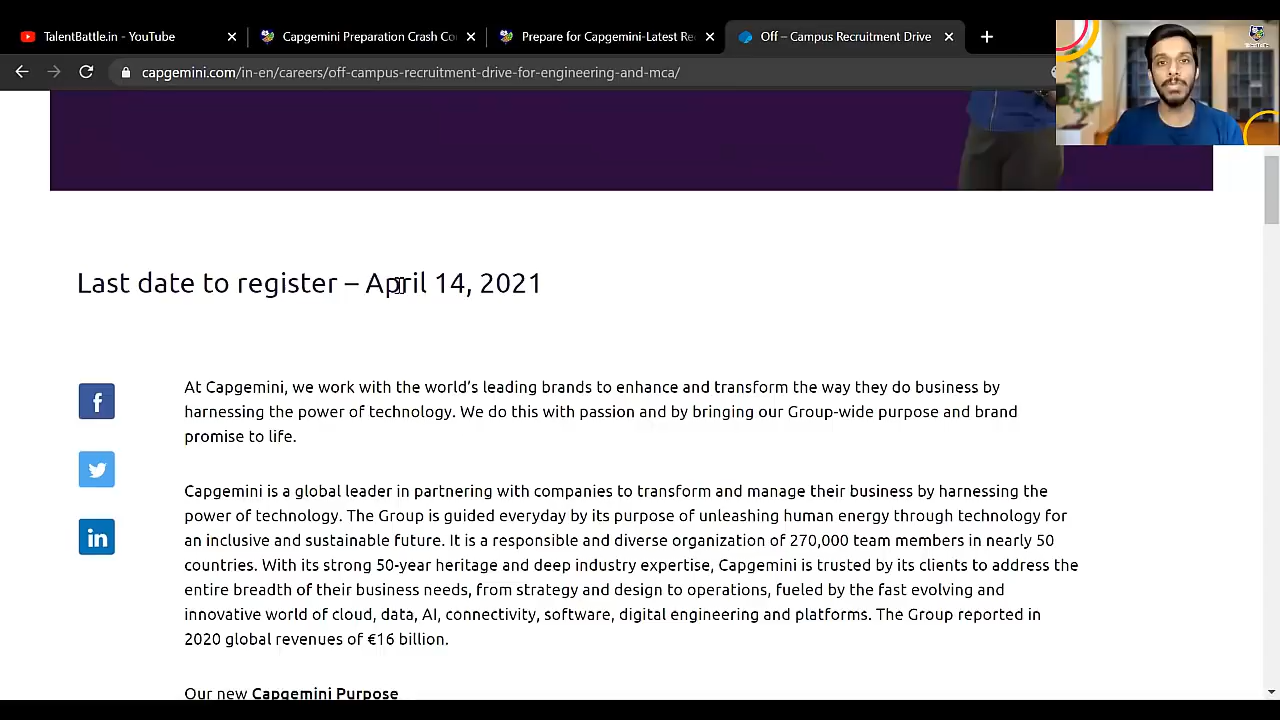 TalentBattle.in - YouTube
Capgemini Preparation Crash Co
Prepare for Capgemini-Latest Re
Off – Campus Recruitment Drive
capgemini.com/in-en/careers/off-campus-recruitment-drive-for-engineering-and-mca/
Last date to register – April 14, 2021
At Capgemini, we work with the world's leading brands to enhance and transform the way they do business by
harnessing the power of technology. We do this with passion and by bringing our Group-wide purpose and brand
promise to life.
Capgemini is a global leader in partnering with companies to transform and manage their business by harnessing the
power of technology. The Group is guided everyday by its purpose of unleashing human energy through technology for
an inclusive and sustainable future. It is a responsible and diverse organization of 270,000 team members in nearly 50
countries. With its strong 50-year heritage and deep industry expertise, Capgemini is trusted by its clients to address the
entire breadth of their business needs, from strategy and design to operations, fueled by the fast evolving and
innovative world of cloud, data, AI, connectivity, software, digital engineering and platforms. The Group reported in
2020 global revenues of €16 billion.
Our new Capgemini Purpose